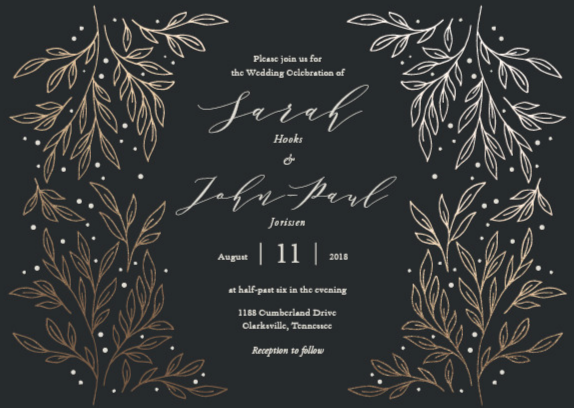 Please join us for
the Wedding Celebration of
Sarah
Hooks
&
John-Paul
Jorissen
August | 11 | 2018
at half-past six in the evening
1188 Cumberland Drive
Clarksville, Tennessee
Reception to follow